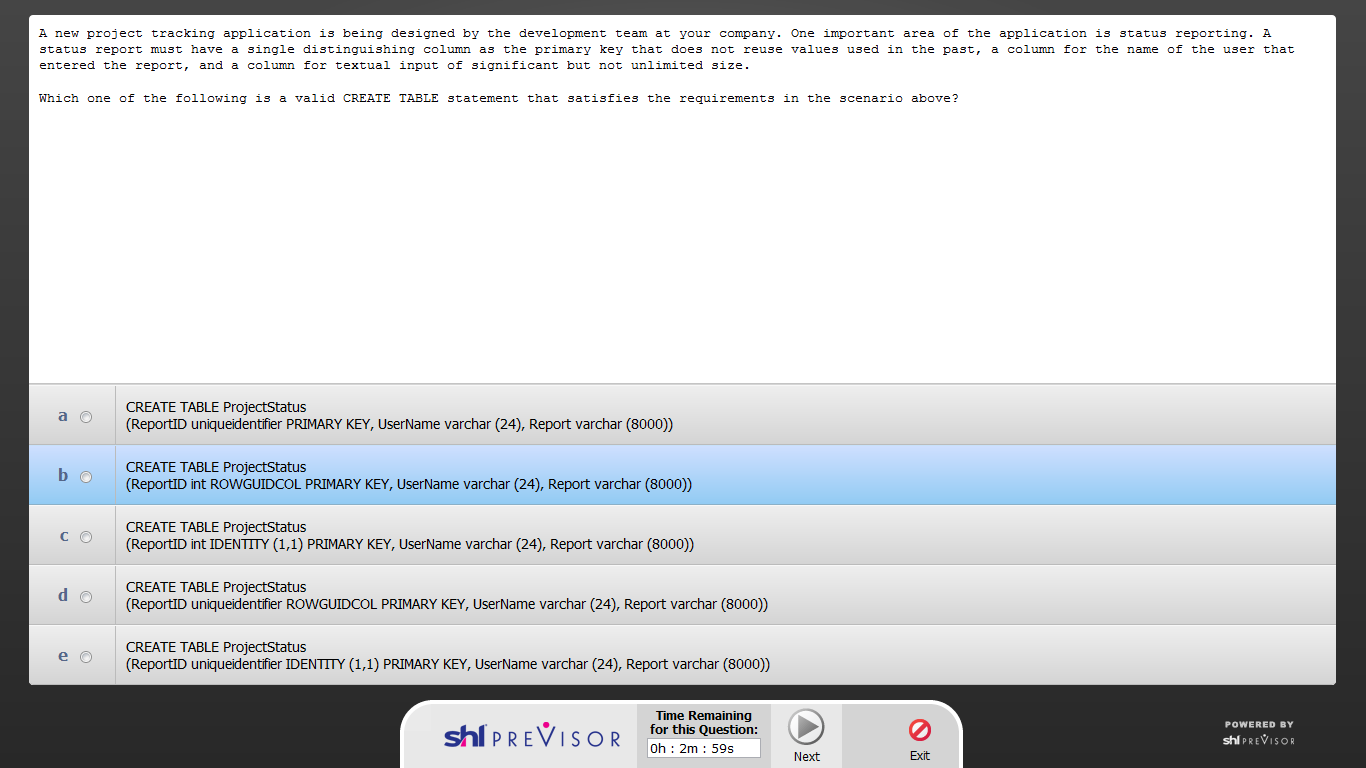 A new project tracking application is being designed by the development team at your company. One important area of the application is status reporting. A
status report must have a single distinguishing column as the primary key that does not reuse values used in the past, a column for the name of the user that
entered the report, and a column for textual input of significant but not unlimited size.
Which one of the following is a valid CREATE TABLE statement that satisfies the requirements in the scenario above?
a
CREATE TABLE ProjectStatus
(ReportID uniqueidentifier PRIMARY KEY, UserName varchar (24), Report varchar (8000))
b
CREATE TABLE ProjectStatus
(ReportID int ROWGUIDCOL PRIMARY KEY, UserName varchar (24), Report varchar (8000))
c
CREATE TABLE ProjectStatus
(ReportID int IDENTITY (1,1) PRIMARY KEY, UserName varchar (24), Report varchar (8000))
d
CREATE TABLE ProjectStatus
(ReportID uniqueidentifier ROWGUIDCOL PRIMARY KEY, UserName varchar (24), Report varchar (8000))
e
CREATE TABLE ProjectStatus
(ReportID uniqueidentifier IDENTITY (1,1) PRIMARY KEY, UserName varchar (24), Report varchar (8000))
shl PREVISOR
Time Remaining
for this Question:
0h : 2m : 59s
Next
Exit
POWERED BY
shl PREVISOR